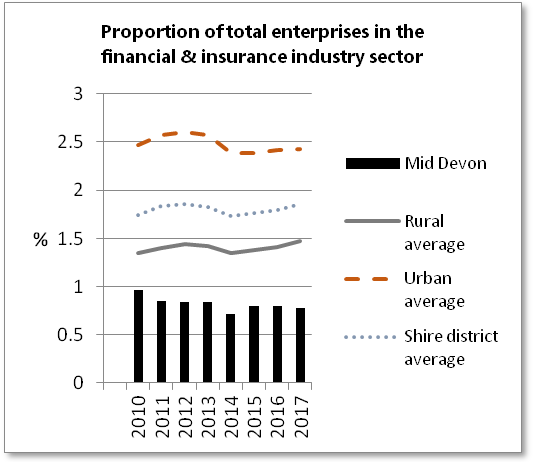 Proportion of total enterprises in the
financial & insurance industry sector
3
2.5
2
1.5
1
0.5
0
%
2010
2011
2012
2013
2014
2015
2016
2017
Mid Devon
Rural
average
Urban
average
Shire district
average